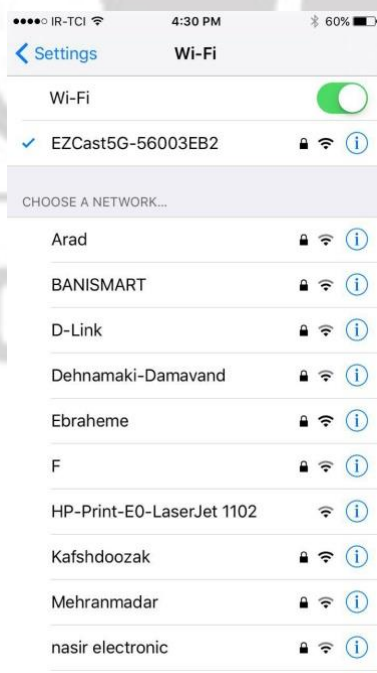 IR-TCI 4:30 PM 60%
Settings Wi-Fi
Wi-Fi
EZCast5G-56003EB2
CHOOSE A NETWORK...
Arad
BANISMART
D-Link
Dehnamaki-Damavand
Ebraheme
F
HP-Print-E0-LaserJet 1102
Kafshdoozak
Mehranmadar
nasir electronic